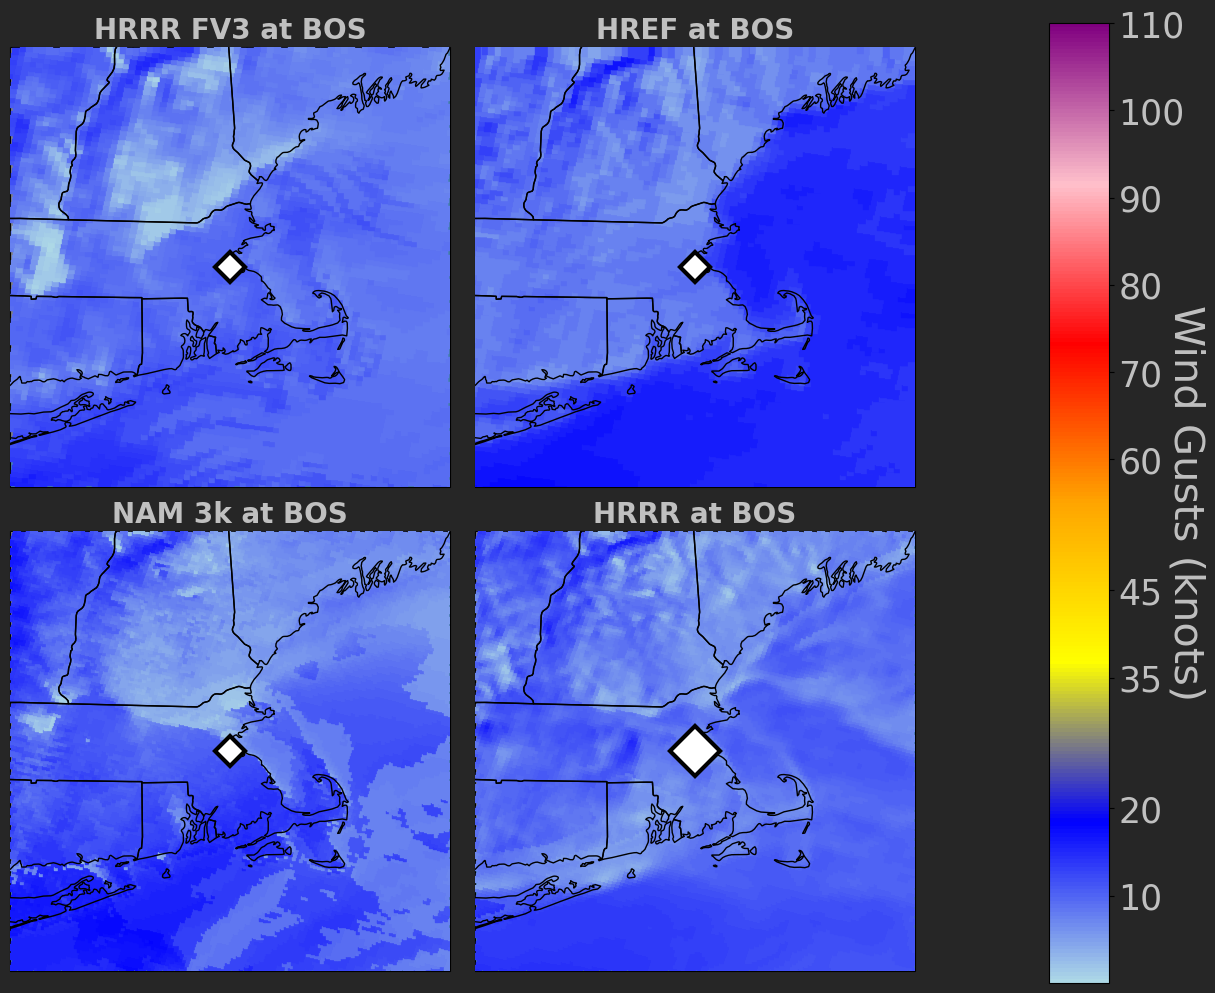 HRRR FV3 at BOS
HREF at BOS
NAM 3k at BOS
HRRR at BOS
110
100
90
80
70
60
45
35
20
10
Wind Gusts (knots)